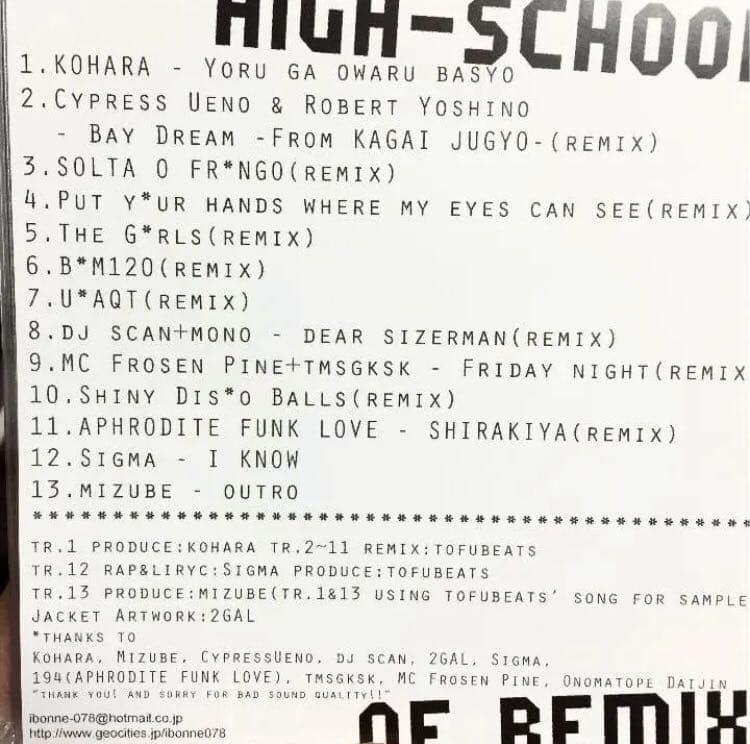 HIGH-SCHOOL
1.KOHARA - YORU GA OWARU BASYO
2.CYPRESS UENO & ROBERT YOSHINO
- BAY DREAM -FROM KAGAI JUGYO-(REMIX)
3.SOLTA O FR*NGO(REMIX)
4.PUT Y*UR HANDS WHERE MY EYES CAN SEE(REMIX)
5.THE G*RLS(REMIX)
6.B*M120(REMIX)
7.U*AQT(REMIX)
8.DJ SCAN+MONO - DEAR SIZERMAN(REMIX)
9.MC FROSEN PINE+TMSGKSK - FRIDAY NIGHT(REMIX
10.SHINY DIS*O BALLS(REMIX)
11.APHRODITE FUNK LOVE - SHIRAKIYA(REMIX)
12.SIGMA - I KNOW
13.MIZUBE - OUTRO
**********************************************
TR.1 PRODUCE:KOHARA TR.2~11 REMIX:TOFUBEATS
TR.12 RAP&LIRYC:SIGMA PRODUCE:TOFUBEATS
TR.13 PRODUCE:MIZUBE(TR.1&13 USING TOFUBEATS' SONG FOR SAMPLE
JACKET ARTWORK:2GAL
*THANKS TO
KOHARA, MIZUBE, CYPRESSUENO, DJ SCAN, 2GAL, SIGMA,
194(APHRODITE FUNK LOVE), TMSGKSK, MC FROSEN PINE, ONOMATOPE DAIJIN
"THANK YOU! AND SORRY FOR BAD SOUND QUALITY!!"
ibonne-078@hotmail.co.jp
http://www.geocities.jp/ibonne078
OF REMIX